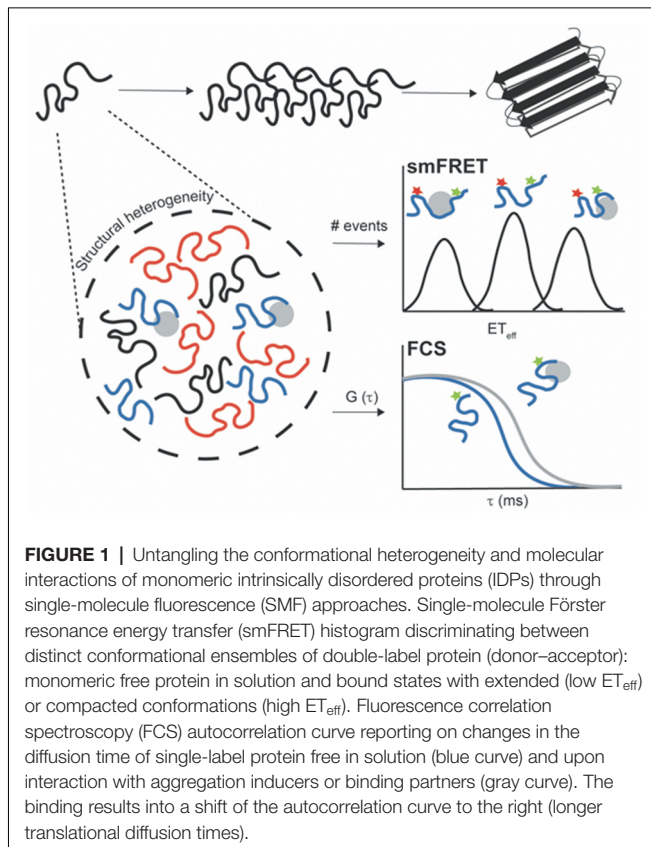 smFRET
Structural heterogeneity
# events
ET_eff
FCS
G (τ)
τ (ms)
FIGURE 1 | Untangling the conformational heterogeneity and molecular
interactions of monomeric intrinsically disordered proteins (IDPs) through
single-molecule fluorescence (SMF) approaches. Single-molecule Förster
resonance energy transfer (smFRET) histogram discriminating between
distinct conformational ensembles of double-label protein (donor–acceptor):
monomeric free protein in solution and bound states with extended (low ET_eff)
or compacted conformations (high ET_eff). Fluorescence correlation
spectroscopy (FCS) autocorrelation curve reporting on changes in the
diffusion time of single-label protein free in solution (blue curve) and upon
interaction with aggregation inducers or binding partners (gray curve). The
binding results into a shift of the autocorrelation curve to the right (longer
translational diffusion times).